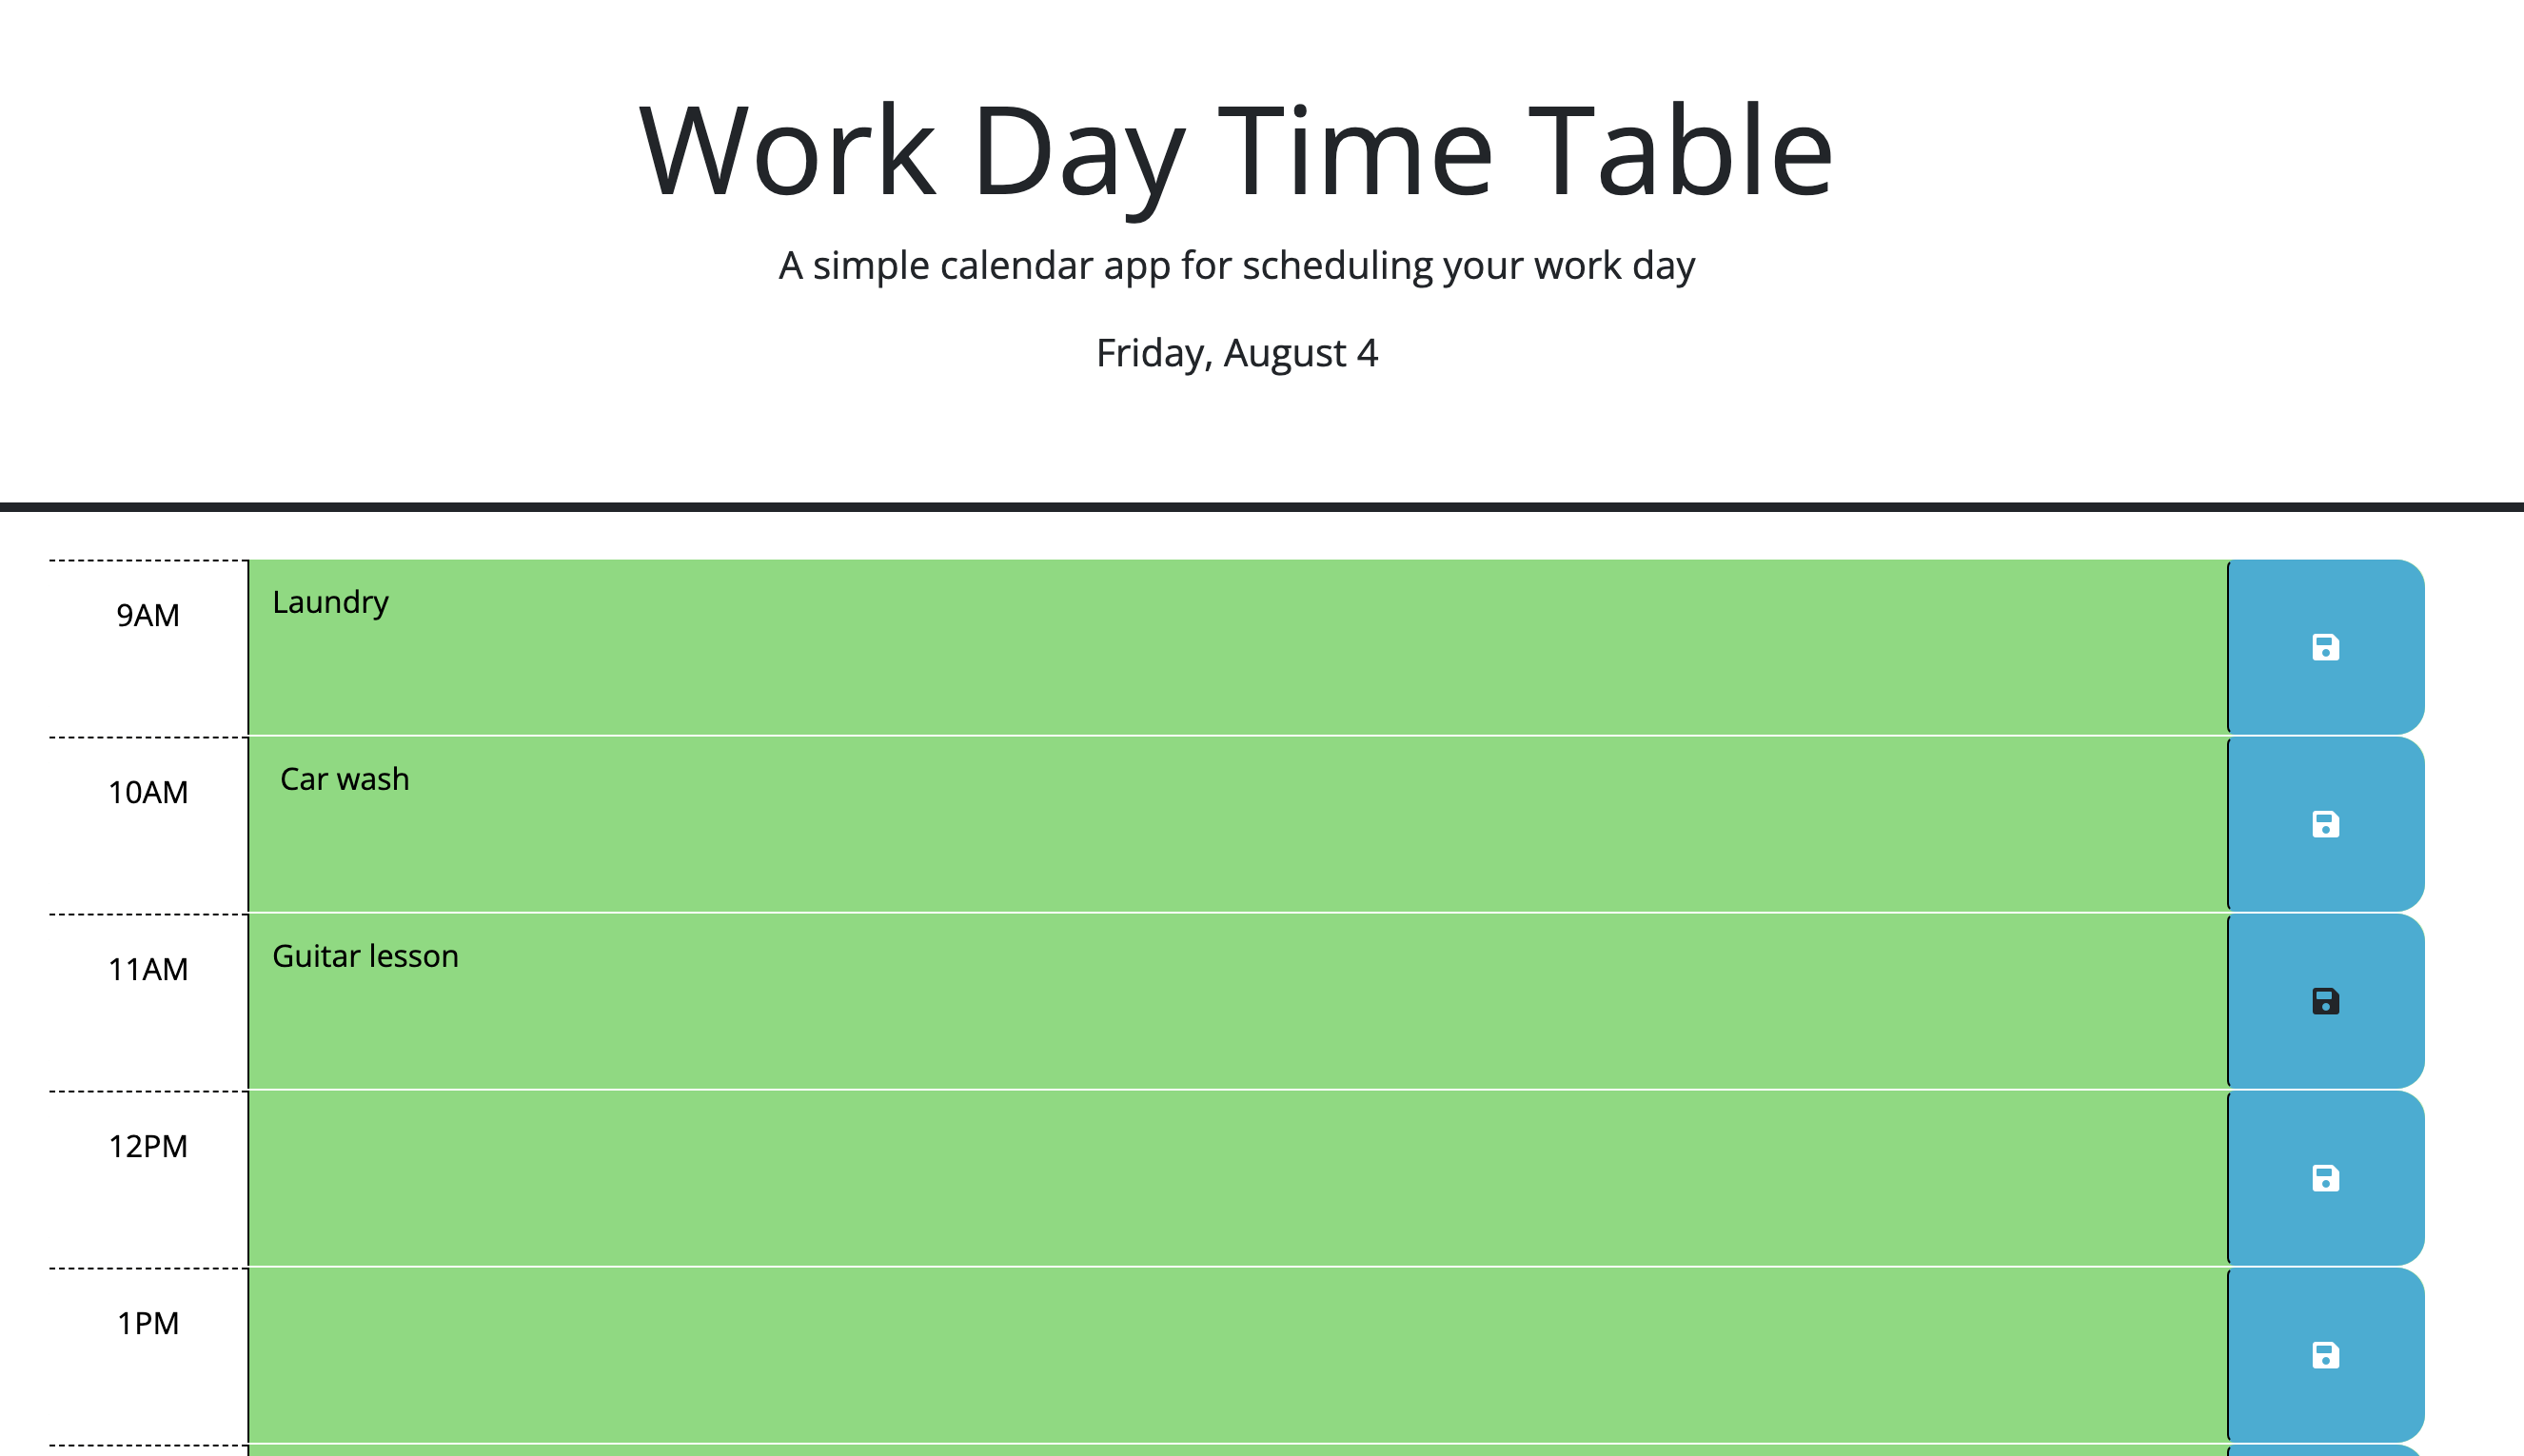 Work Day Time Table
A simple calendar app for scheduling your work day
Friday, August 4
9AM
Laundry
10AM
Car wash
11AM
Guitar lesson
12PM
1PM